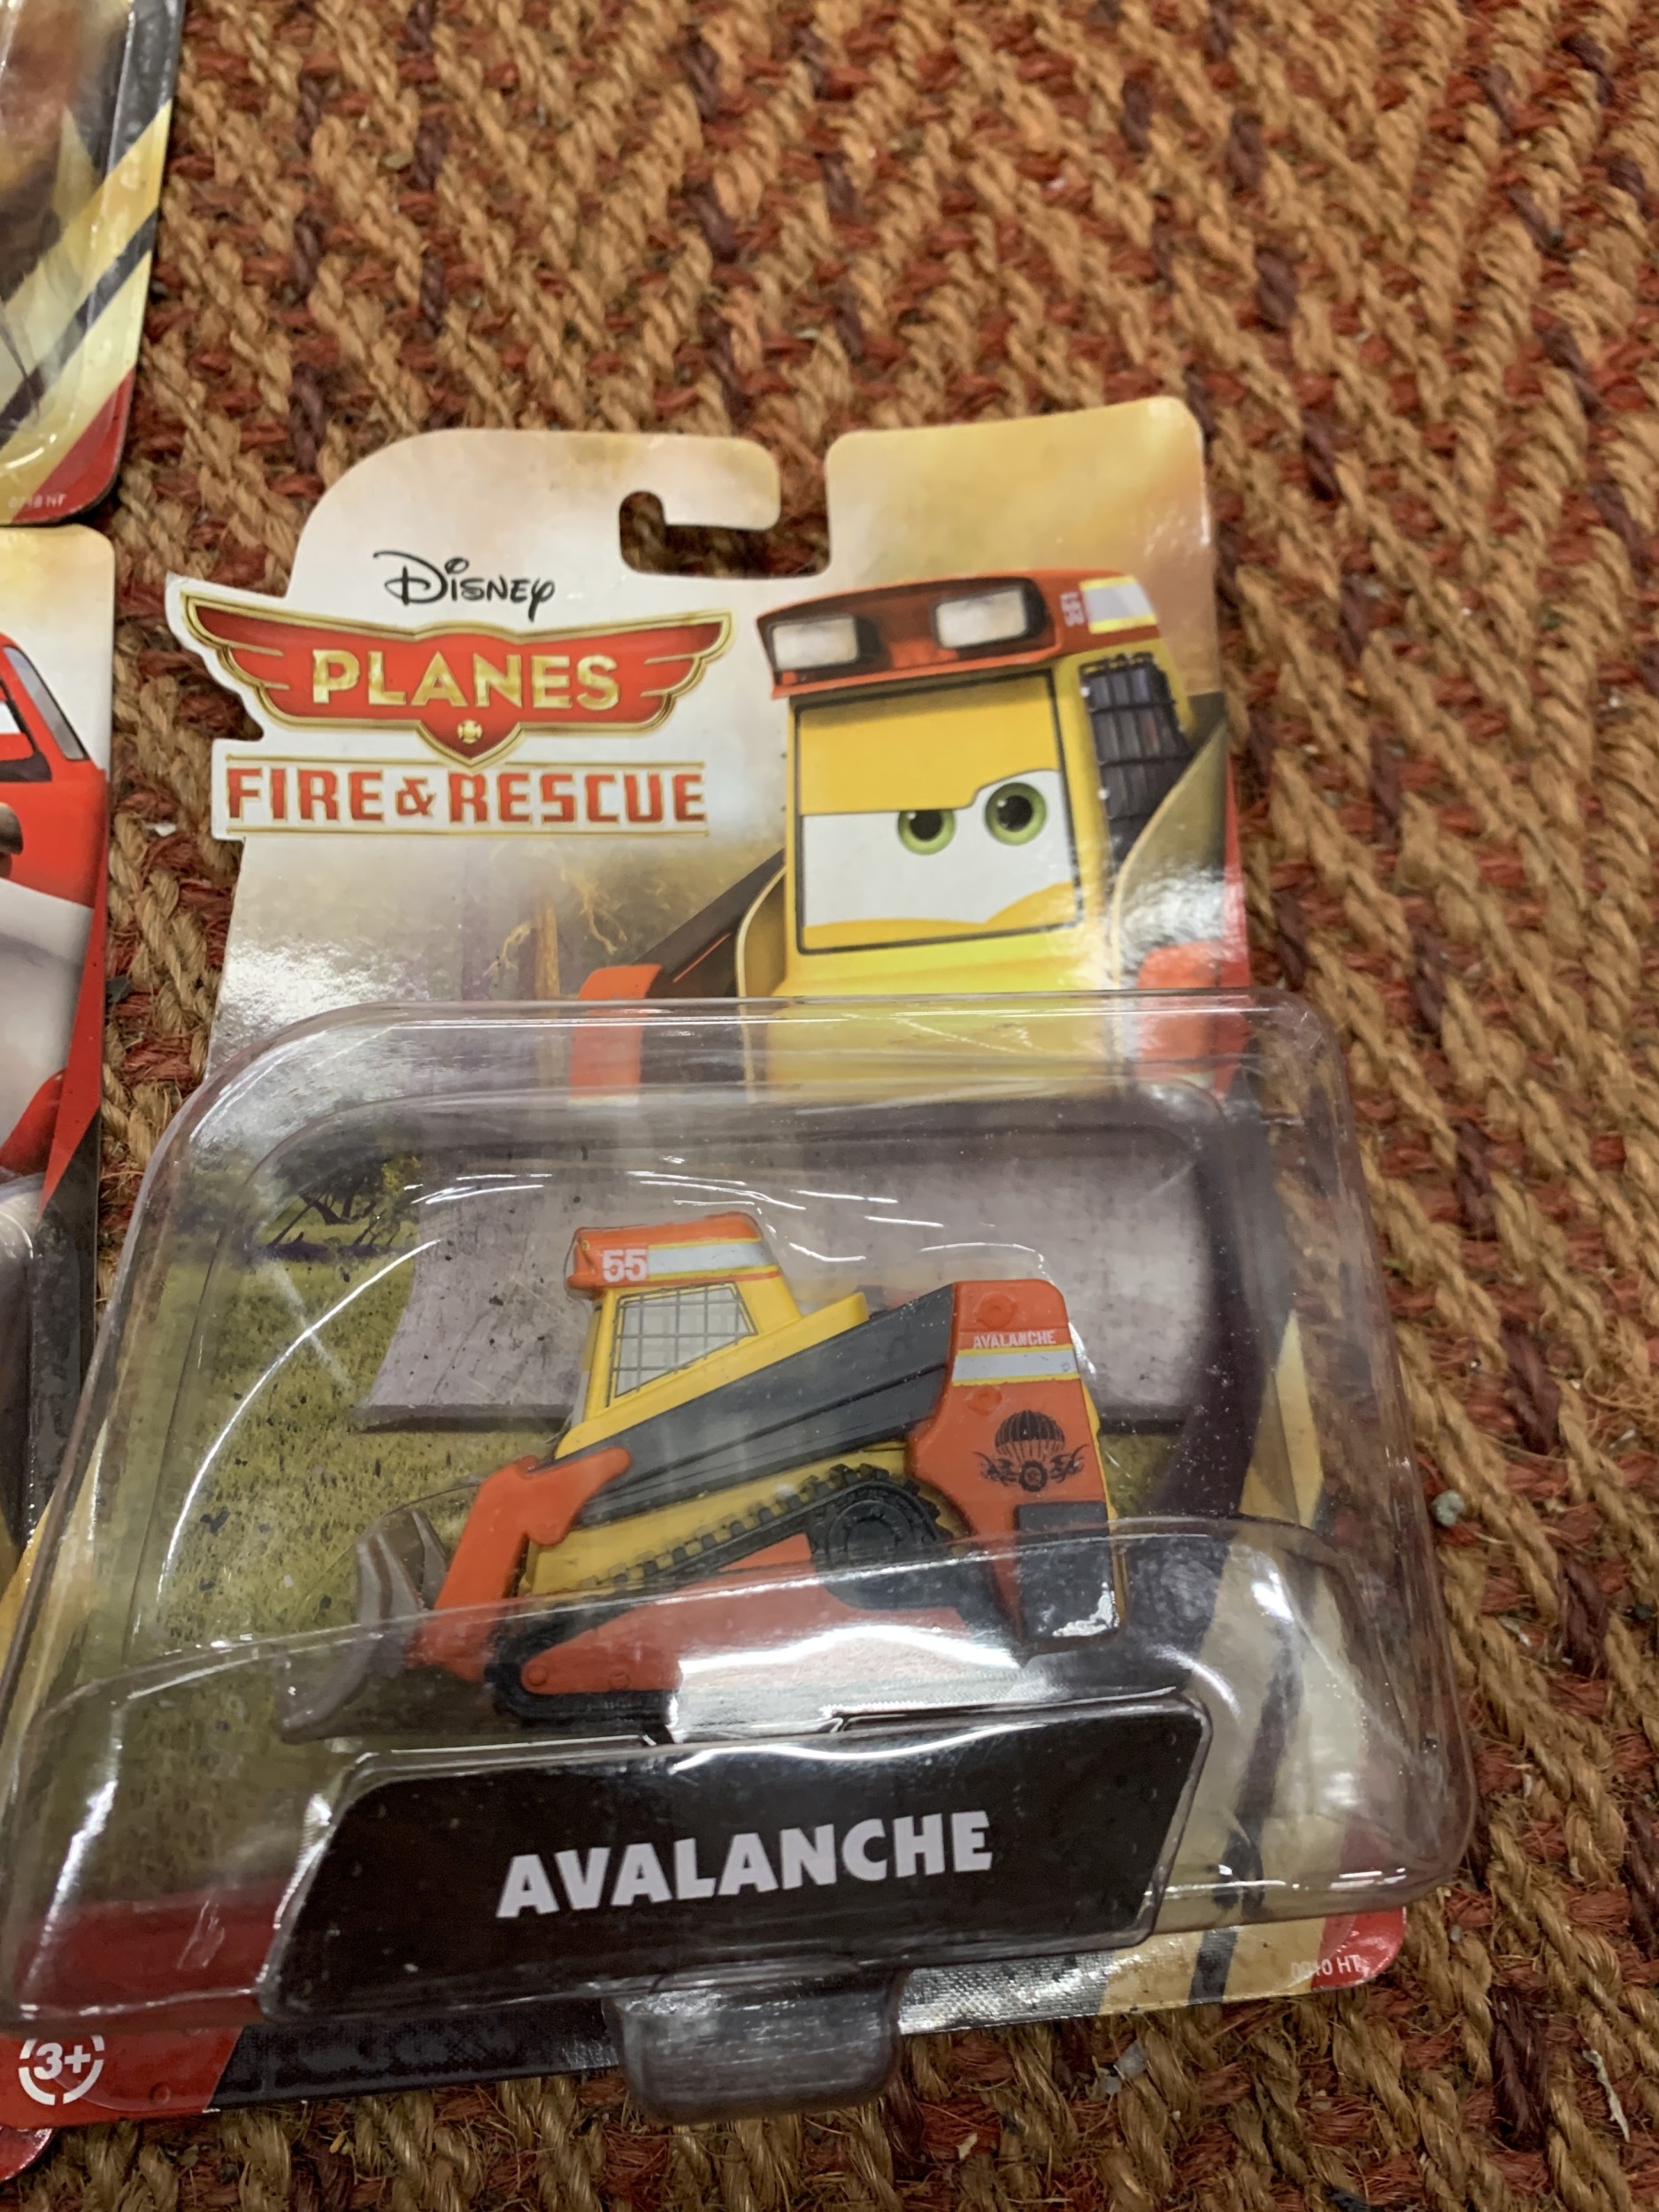 DISNEY
PLANES
FIRE & RESCUE
55
AVALANCHE
AVALANCHE
3+